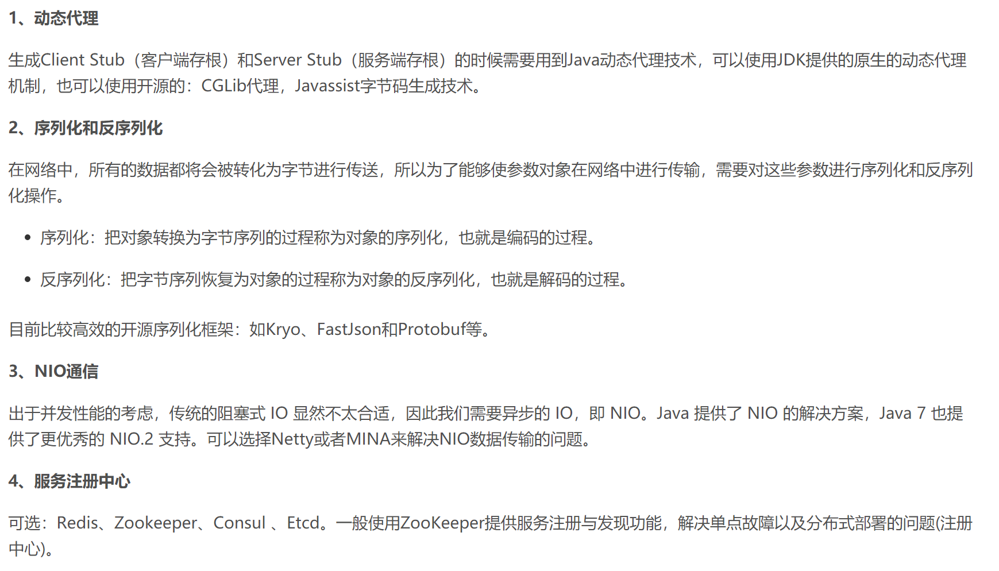 1、动态代理
生成Client Stub（客户端存根）和Server Stub（服务端存根）的时候需要用到Java动态代理技术，可以使用JDK提供的原生的动态代理
机制，也可以使用开源的：CGLib代理，Javassist字节码生成技术。
2、序列化和反序列化
在网络中，所有的数据都将会被转化为字节进行传送，所以为了能够使参数对象在网络中进行传输，需要对这些参数进行序列化和反序列
化操作。
• 序列化：把对象转换为字节序列的过程称为对象的序列化，也就是编码的过程。
• 反序列化：把字节序列恢复为对象的过程称为对象的反序列化，也就是解码的过程。
目前比较高效的开源序列化框架：如Kryo、FastJson和Protobuf等。
3、NIO通信
出于并发性能的考虑，传统的阻塞式 IO 显然不太合适，因此我们需要异步的 IO，即 NIO。Java 提供了 NIO 的解决方案，Java 7 也提
供了更优秀的 NIO.2 支持。可以选择Netty或者MINA来解决NIO数据传输的问题。
4、服务注册中心
可选：Redis、Zookeeper、Consul 、Etcd。一般使用ZooKeeper提供服务注册与发现功能，解决单点故障以及分布式部署的问题(注册
中心)。